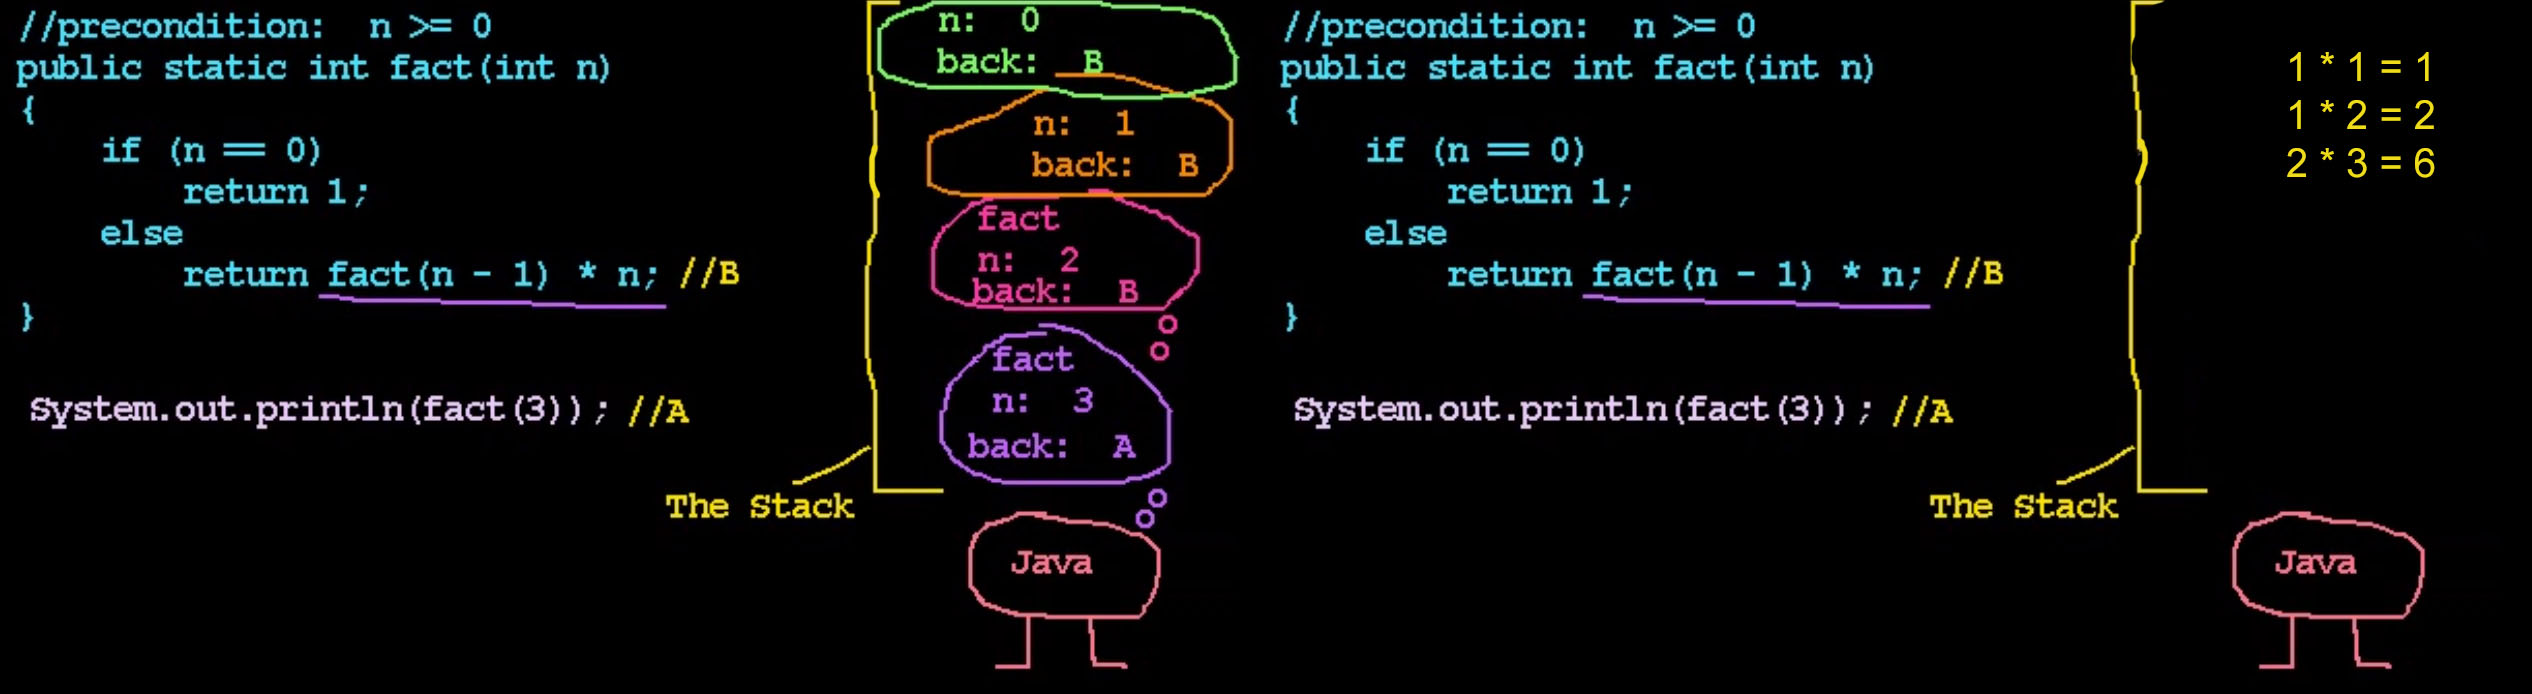 //precondition:  n >= 0
public static int fact(int n)
{
if (n == 0)
return 1;
else
return fact(n - 1) * n; //B
}
System.out.println(fact(3)); //A
The Stack
n: 0
back: B
n: 1
back: B
fact
n: 2
back: B
fact
n: 3
back: A
Java
//precondition:  n >= 0
public static int fact(int n)
{
if (n == 0)
return 1;
else
return fact(n - 1) * n; //B
}
System.out.println(fact(3)); //A
The Stack
1 * 1 = 1
1 * 2 = 2
2 * 3 = 6
Java